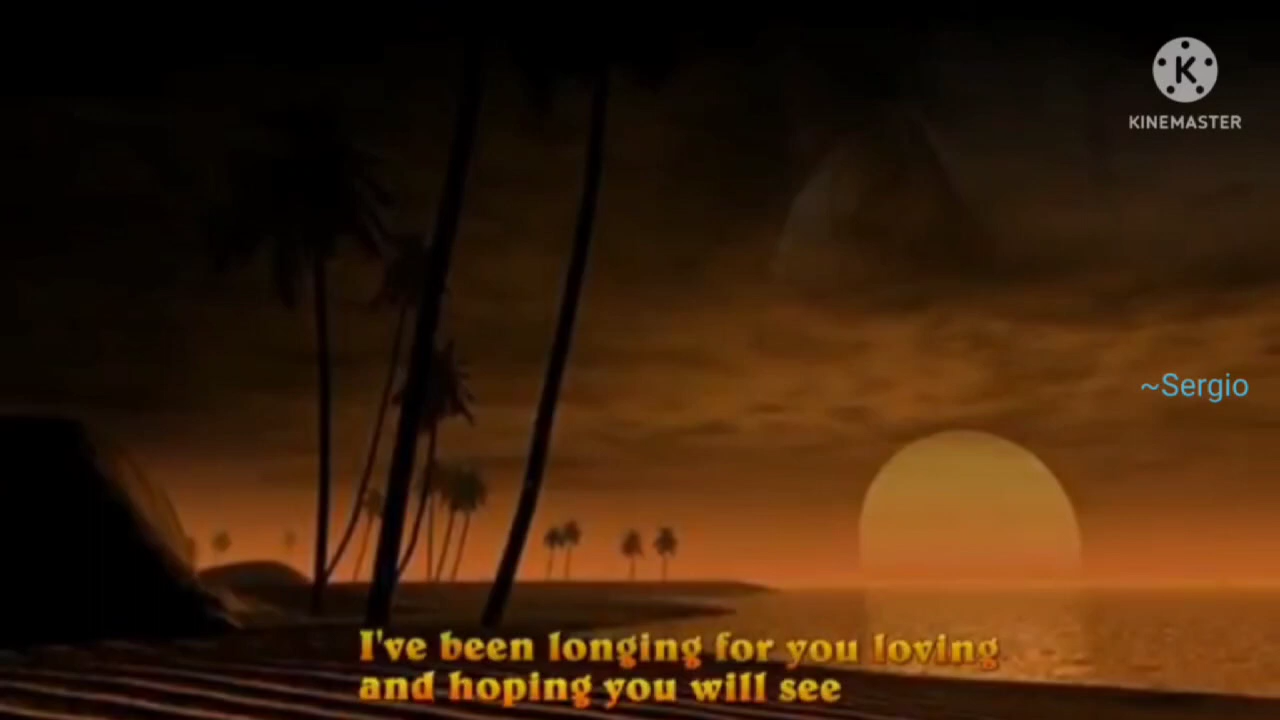 K
KINEMASTER
~Sergio
I've been longing for you loving
and hoping you will see